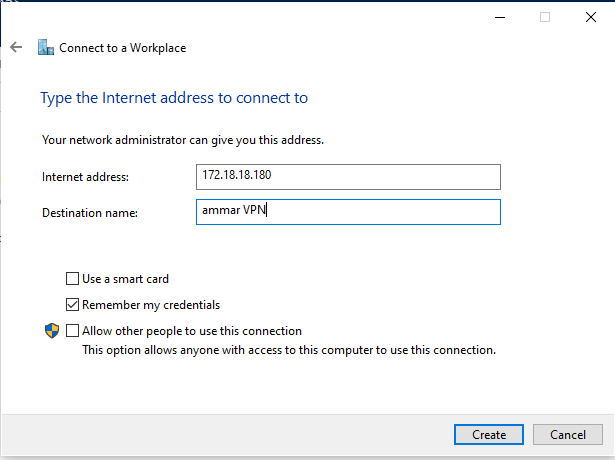 Connect to a Workplace
Type the Internet address to connect to
Your network administrator can give you this address.
Internet address: 172.18.18.180
Destination name: ammar VPN
Use a smart card
Remember my credentials
Allow other people to use this connection
This option allows anyone with access to this computer to use this connection.
Create Cancel